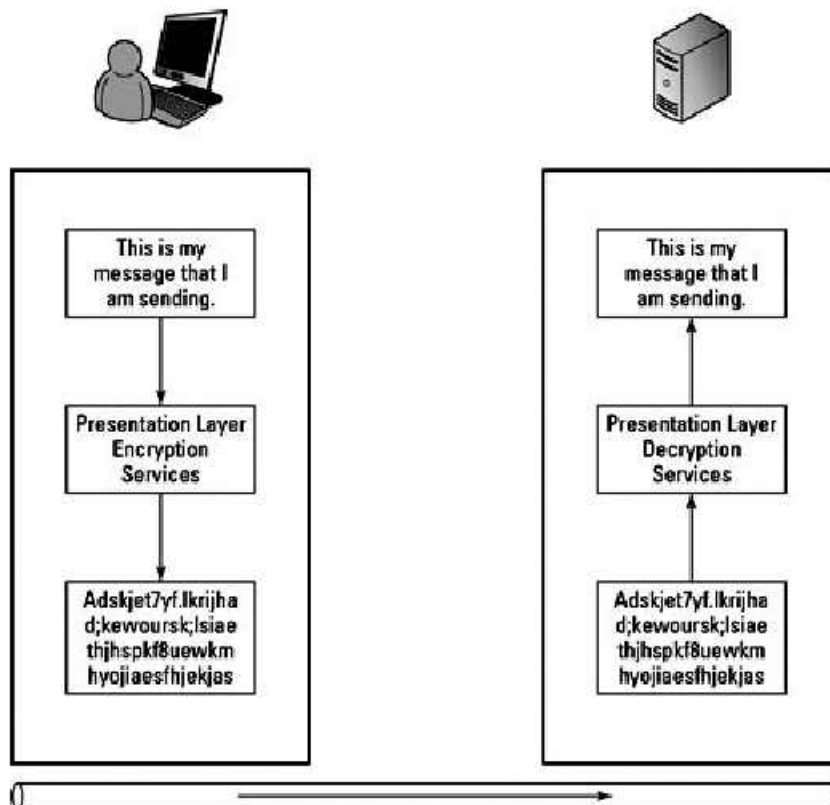 This is my
message that I
am sending.
Presentation Layer
Encryption
Services
Adskjet7yf.lkrijha
d;kewoursk;lsiae
thjhspkf8uewkm
hyojiaesfhjekjas
This is my
message that I
am sending.
Presentation Layer
Decryption
Services
Adskjet7yf.lkrijha
d;kewoursk;lsiae
thjhspkf8uewkm
hyojiaesfhjekjas